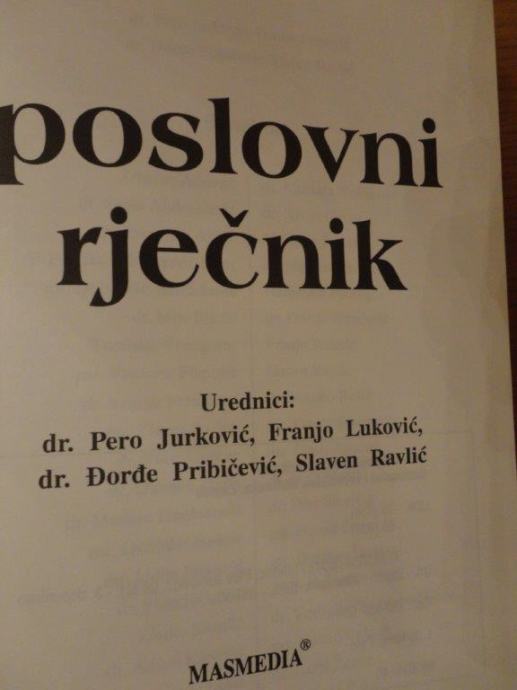 poslovni
rječnik
Urednici:
dr. Pero Jurković, Franjo Luković,
dr. Đorđe Pribičević, Slaven Ravlić
MASMEDIA®